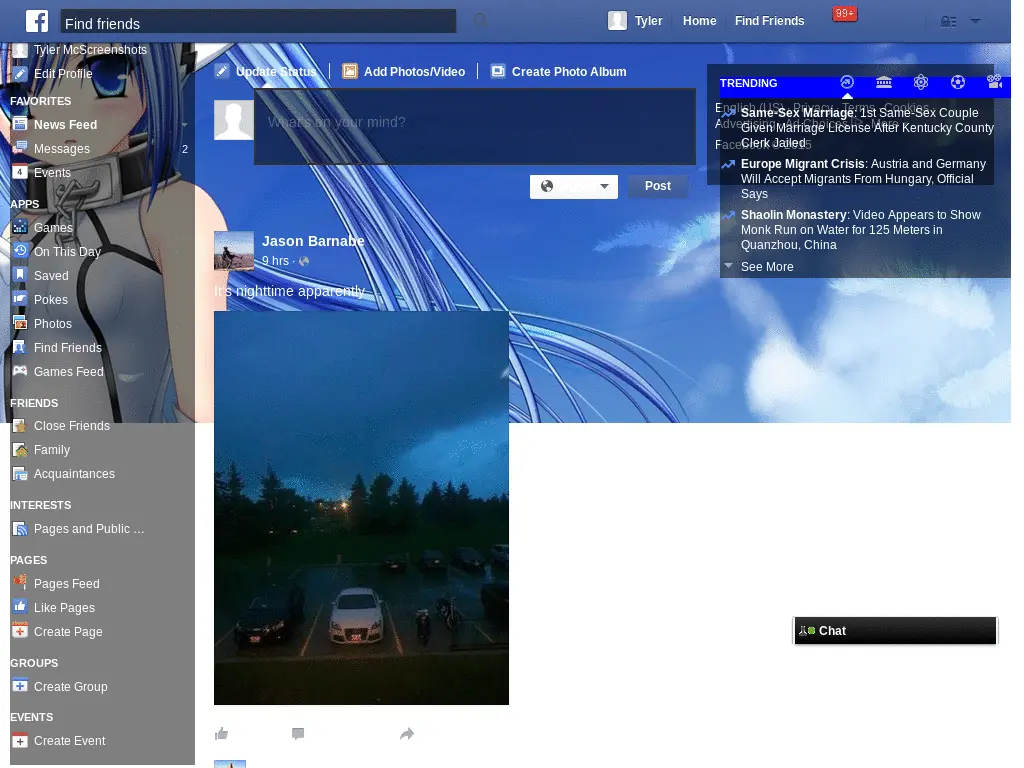 f
Find friends
Tyler
Home
Find Friends
99+
Tyler McScreenshots
Edit Profile
FAVORITES
News Feed
Messages
2
4
Events
APPS
Games
On This Day
Saved
Pokes
Photos
Find Friends
Games Feed
FRIENDS
Close Friends
Family
Acquaintances
INTERESTS
Pages and Public ...
PAGES
Pages Feed
Like Pages
Create Page
GROUPS
Create Group
EVENTS
Create Event
Update Status
Add Photos/Video
Create Photo Album
What's on your mind?
Post
Jason Barnabe
9 hrs ·
It's nighttime apparently
TRENDING
English (US) · Privacy · Terms · Cookies ·
Same-Sex Marriage: 1st Same-Sex Couple
Given Marriage License After Kentucky County
Clerk Jailed
Europe Migrant Crisis: Austria and Germany
Will Accept Migrants From Hungary, Official
Says
Shaolin Monastery: Video Appears to Show
Monk Run on Water for 125 Meters in
Quanzhou, China
See More
Chat